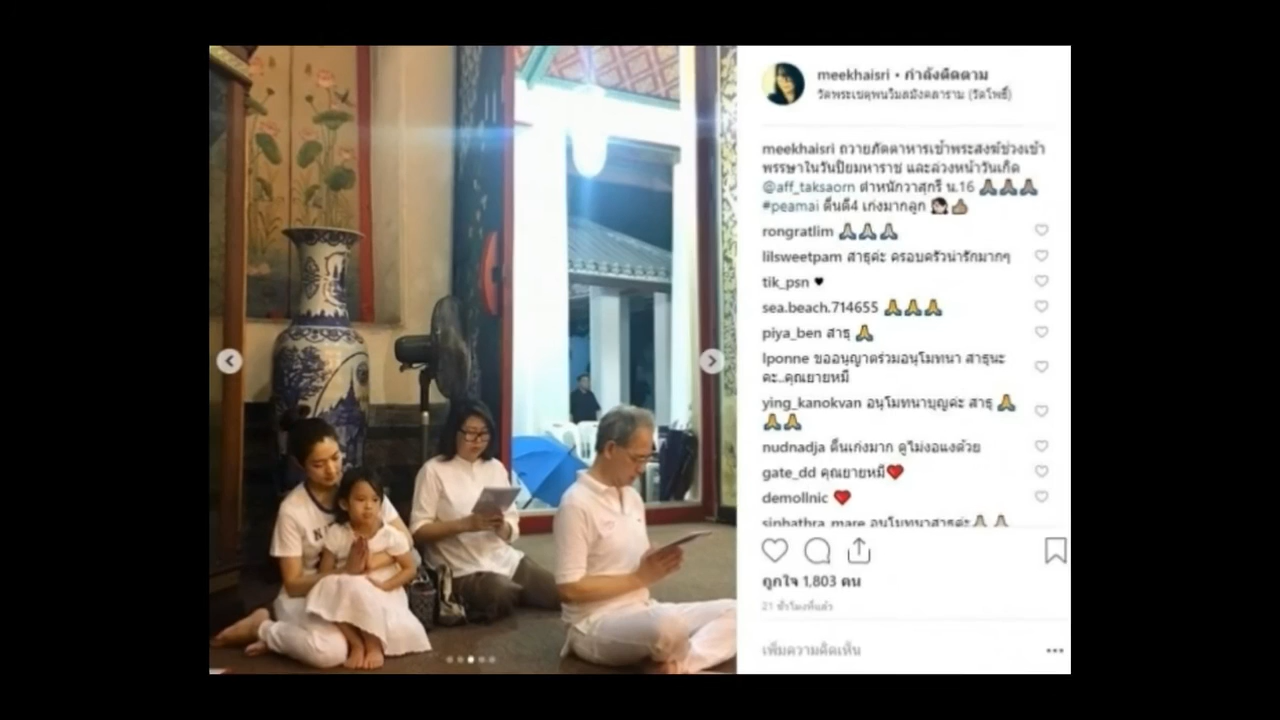 meekhaisri • กำลังติดตาม
วัดพระเชตุพนวิมลมังคลาราม (วัดโพธิ์)
meekhaisri ถวายภัตตาหารเช้าพระสงฆ์ช่วงเข้า
พรรษาในวันปิยมหาราช และล่วงหน้าวันเกิด
@aff_taksaorn ตำหนักวาสุกรี น.16 🙏🙏🙏
#peamai ตื่นตี4 เก่งมากลูก 👧🏻👍🏼
rongratlim 🙏🙏🙏
lilsweetpam สาธุค่ะ ครอบครัวน่ารักมากๆ
tik_psn ♥
sea.beach.714655 🙏🙏🙏
piya_ben สาธุ 🙏
lponne ขออนุญาตร่วมอนุโมทนา สาธุนะ
คะ..คุณยายหมี
ying_kanokvan อนุโมทนาบุญค่ะ สาธุ 🙏
🙏🙏
nudnadja ตื่นเก่งมาก ดูไม่งอแงด้วย
gate_dd คุณยายหมี❤️
demollnic ❤️
sinhathra_mare อนุโมทนาสาธุค่ะ🙏🙏
ถูกใจ 1,803 คน
21 ชั่วโมงที่แล้ว
เพิ่มความคิดเห็น